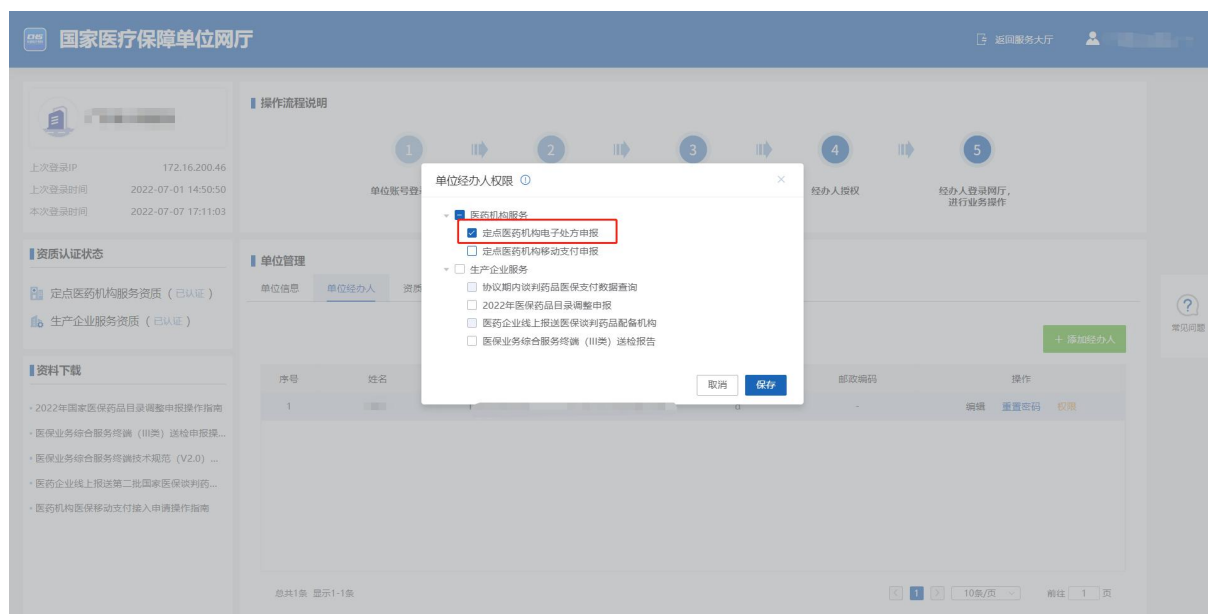 国家医疗保障单位网厅
返回服务大厅
上次登录IP 172.16.200.46
上次登录时间 2022-07-01 14:50:50
本次登录时间 2022-07-07 17:11:03
资质认证状态
定点医药机构服务资质（已认证）
生产企业服务资质（已认证）
资料下载
2022年国家医保药品目录调整申报操作指南
医保业务综合服务终端（III类）送检申报操...
医保业务综合服务终端技术规范（V2.0）...
医药企业线上报送第二批国家医保谈判药...
医药机构医保移动支付接入申请操作指南
操作流程说明
1 2 3 4 5
单位账号登
经办人授权
经办人登录网厅，
进行业务操作
单位管理
单位信息 单位经办人 资质
+ 添加经办人
序号 姓名 邮政编码 操作
1 - 编辑 重置密码 权限
总共1条 显示1-1条
1 10条/页 前往 1 页
单位经办人权限
医药机构服务
定点医药机构电子处方申报
定点医药机构移动支付申报
生产企业服务
协议期内谈判药品医保支付数据查询
2022年医保药品目录调整申报
医药企业线上报送医保谈判药品配备机构
医保业务综合服务终端（III类）送检报告
取消 保存
常见问题